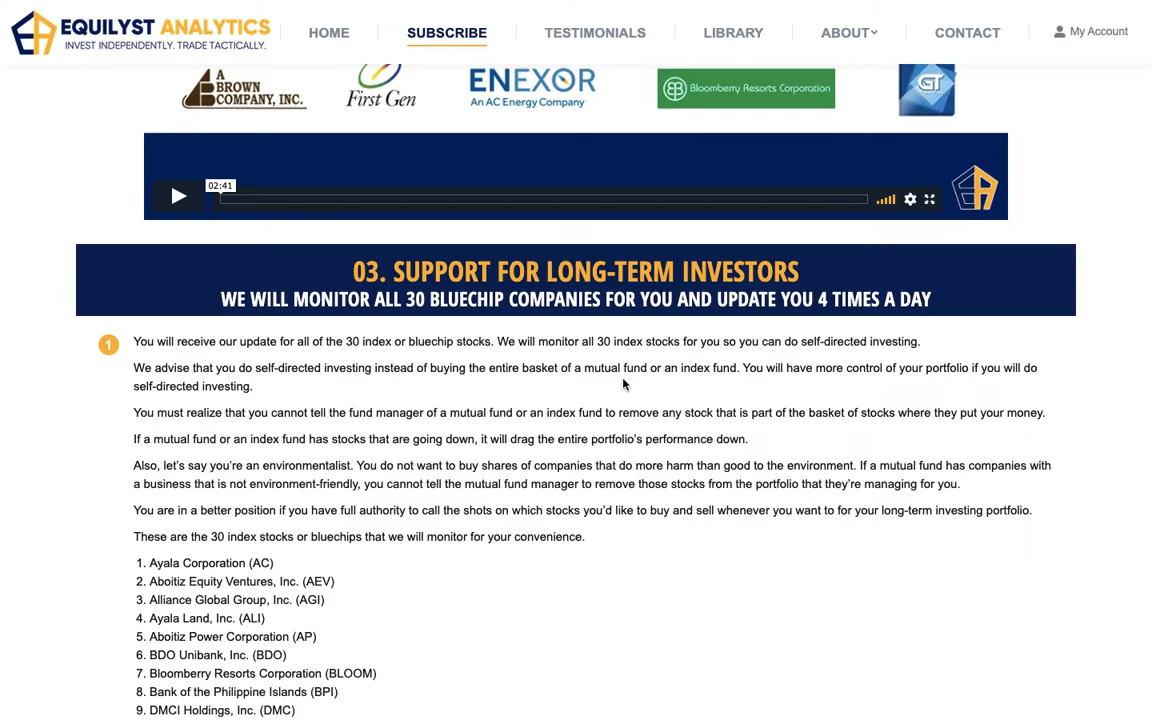 EQUILYST ANALYTICS
INVEST INDEPENDENTLY. TRADE TACTICALLY.
HOME
SUBSCRIBE
TESTIMONIALS
LIBRARY
ABOUT
CONTACT
My Account
A
BROWN
COMPANY, INC.
First Gen
ENEXOR
An AC Energy Company
Bloomberry Resorts Corporation
GT
02:41
03. SUPPORT FOR LONG-TERM INVESTORS
WE WILL MONITOR ALL 30 BLUECHIP COMPANIES FOR YOU AND UPDATE YOU 4 TIMES A DAY
1
You will receive our update for all of the 30 index or bluechip stocks. We will monitor all 30 index stocks for you so you can do self-directed investing.
We advise that you do self-directed investing instead of buying the entire basket of a mutual fund or an index fund. You will have more control of your portfolio if you will do
self-directed investing.
You must realize that you cannot tell the fund manager of a mutual fund or an index fund to remove any stock that is part of the basket of stocks where they put your money.
If a mutual fund or an index fund has stocks that are going down, it will drag the entire portfolio's performance down.
Also, let's say you're an environmentalist. You do not want to buy shares of companies that do more harm than good to the environment. If a mutual fund has companies with
a business that is not environment-friendly, you cannot tell the mutual fund manager to remove those stocks from the portfolio that they're managing for you.
You are in a better position if you have full authority to call the shots on which stocks you'd like to buy and sell whenever you want to for your long-term investing portfolio.
These are the 30 index stocks or bluechips that we will monitor for your convenience.
1. Ayala Corporation (AC)
2. Aboitiz Equity Ventures, Inc. (AEV)
3. Alliance Global Group, Inc. (AGI)
4. Ayala Land, Inc. (ALI)
5. Aboitiz Power Corporation (AP)
6. BDO Unibank, Inc. (BDO)
7. Bloomberry Resorts Corporation (BLOOM)
8. Bank of the Philippine Islands (BPI)
9. DMCI Holdings, Inc. (DMC)